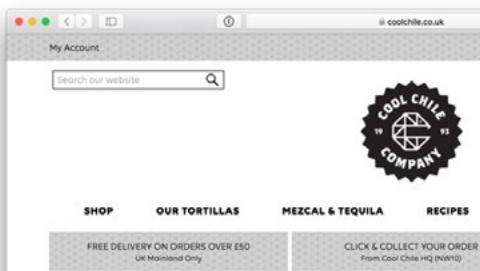 coolchile.co.uk
My Account
Search our website
COOL CHILE
19 93
COMPANY
SHOP OUR TORTILLAS MEZCAL & TEQUILA RECIPES
FREE DELIVERY ON ORDERS OVER £50
UK Mainland Only
CLICK & COLLECT YOUR ORDER
From Cool Chile HQ (NW10)